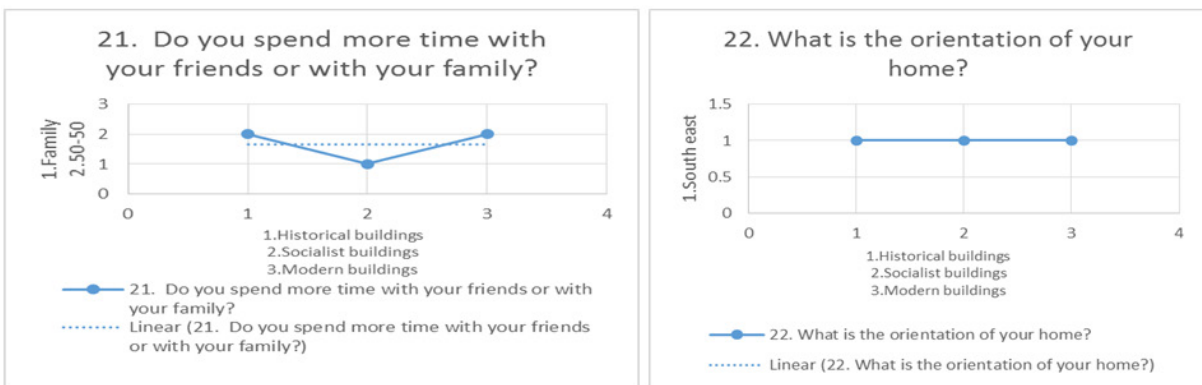 21.  Do you spend more time with
your friends or with your family?
3
2
1
0
1.Family
2.50-50
0
1
2
3
4
1.Historical buildings
2.Socialist buildings
3.Modern buildings
21.  Do you spend more time with your friends or with
your family?
Linear (21.  Do you spend more time with your friends
or with your family?)
22. What is the orientation of your
home?
1.5
1
0.5
0
1.South east
0
1
2
3
4
1.Historical buildings
2.Socialist buildings
3.Modern buildings
22. What is the orientation of your home?
Linear (22. What is the orientation of your home?)